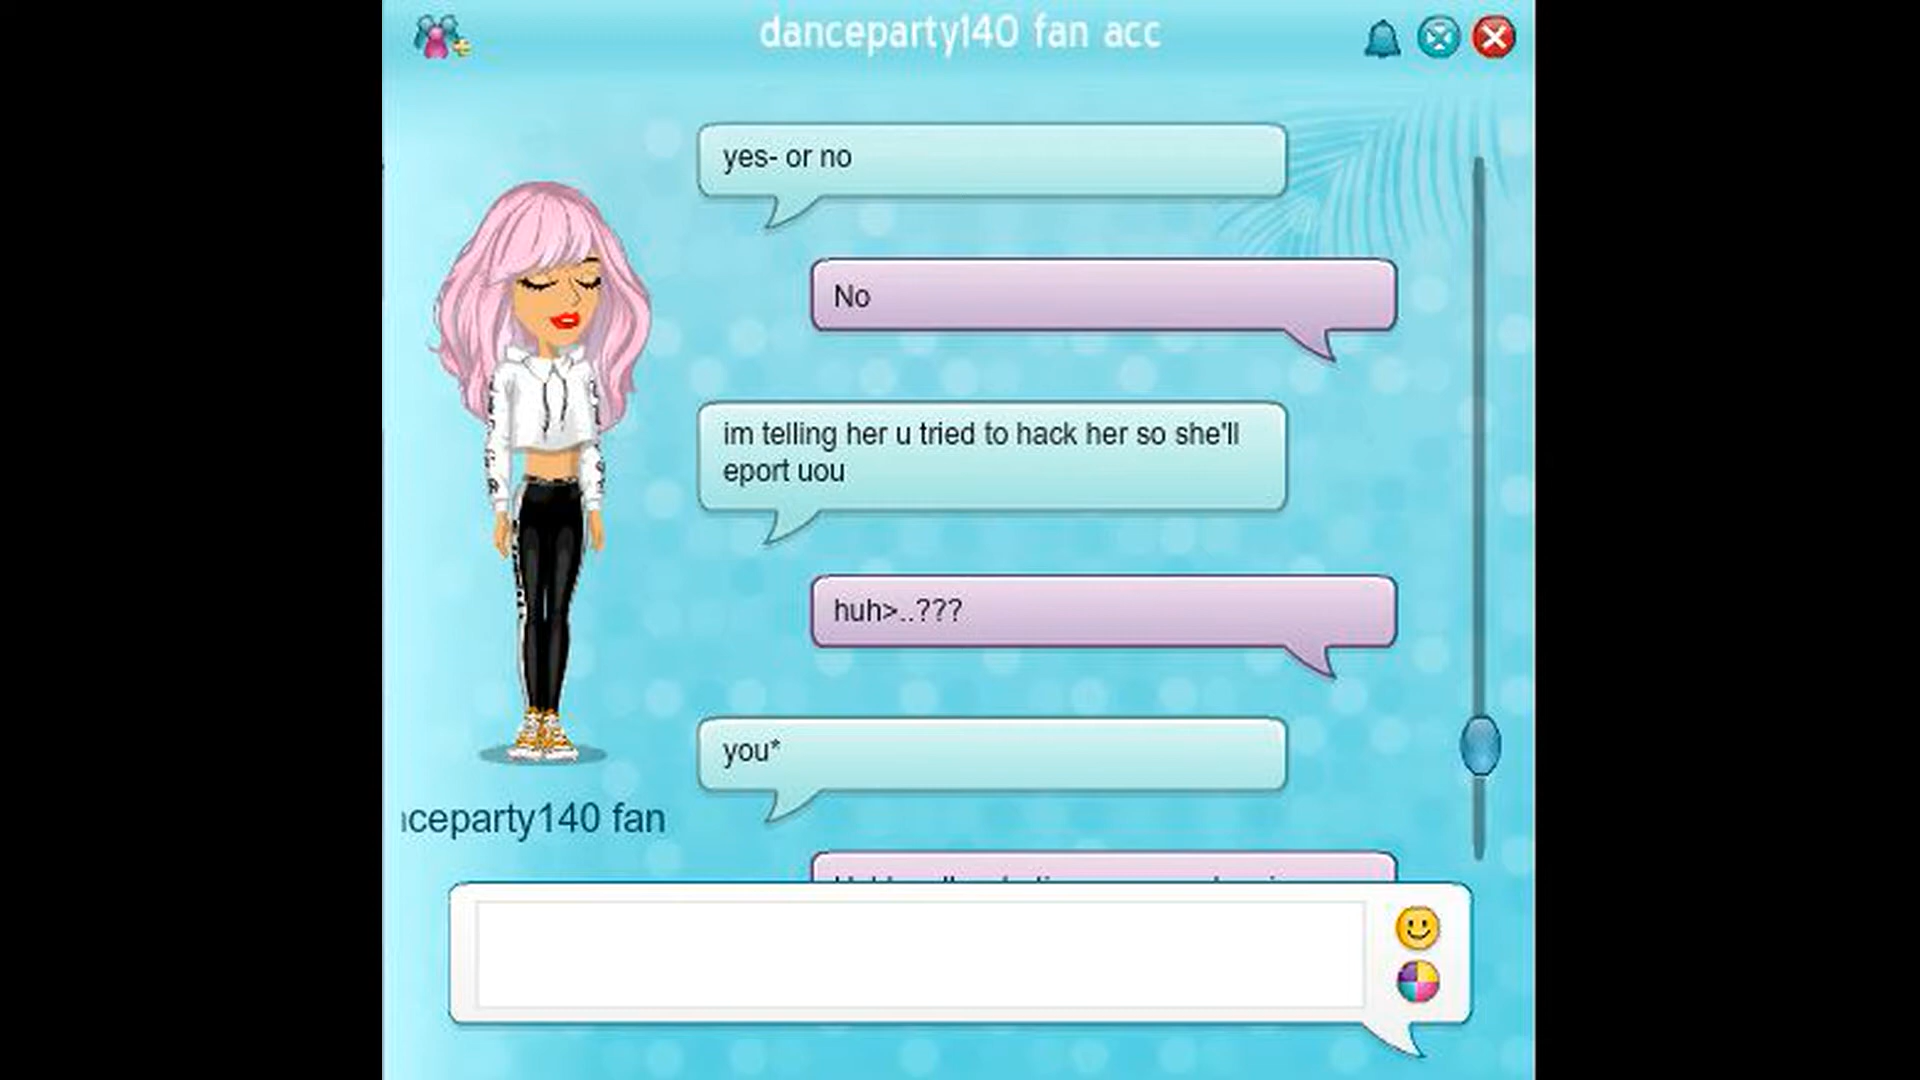 danceparty140 fan acc
yes- or no
No
im telling her u tried to hack her so she'll
eport uou
huh>..???
you*
ceparty140 fan